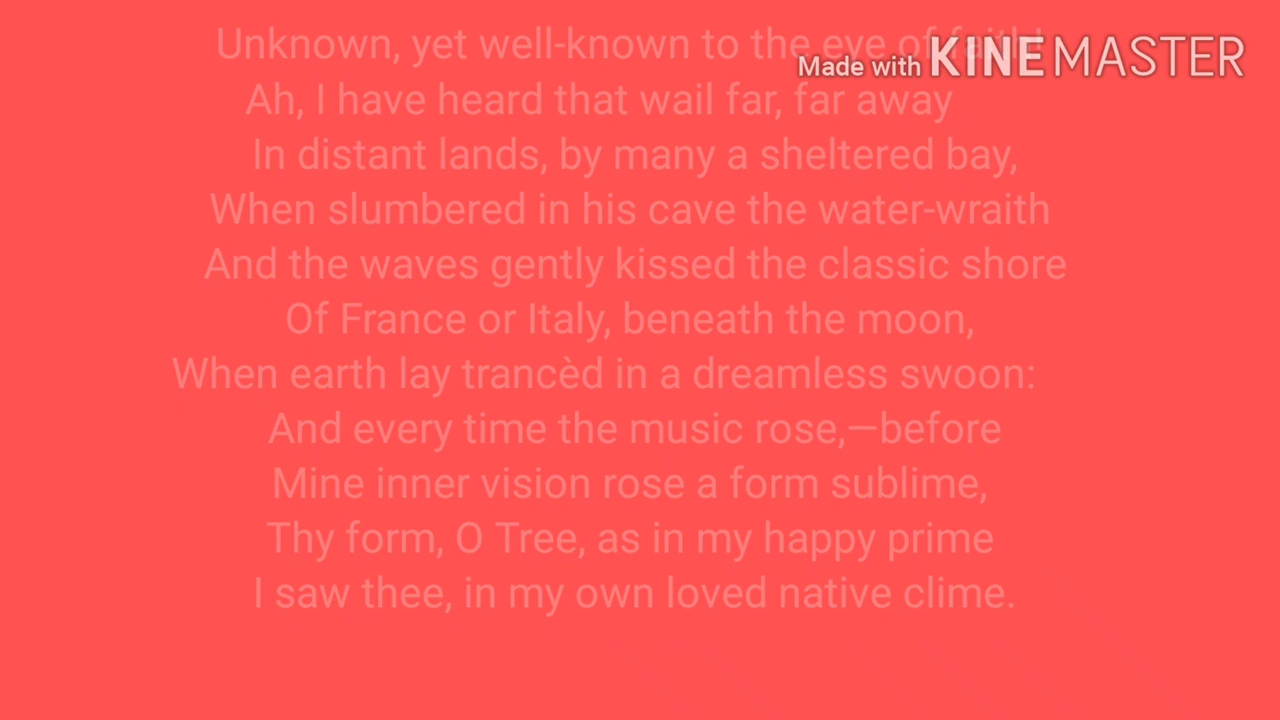 Unknown, yet well-known to the eye of faith!
Made with KINEMASTER
Ah, I have heard that wail far, far away
In distant lands, by many a sheltered bay,
When slumbered in his cave the water-wraith
And the waves gently kissed the classic shore
Of France or Italy, beneath the moon,
When earth lay trancèd in a dreamless swoon:
And every time the music rose,—before
Mine inner vision rose a form sublime,
Thy form, O Tree, as in my happy prime
I saw thee, in my own loved native clime.